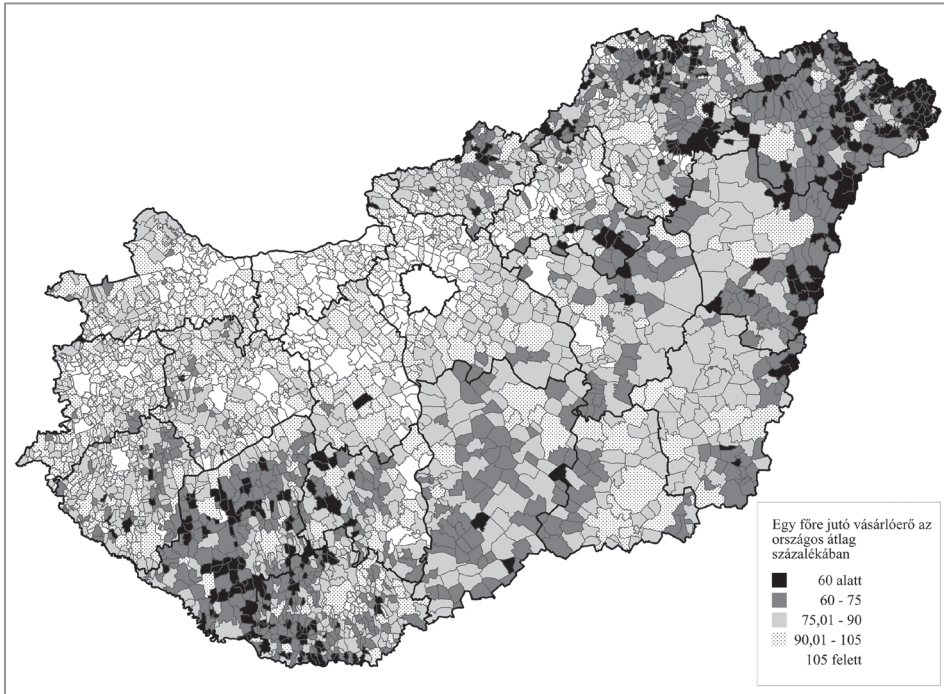 Egy főre jutó vásárlóerő az
országos átlag
százalékában
60 alatt
60 - 75
75,01 - 90
90,01 - 105
105 felett